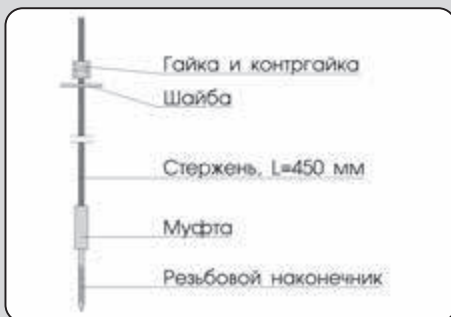 Гайка и контргайка
Шайба
Стержень, L=450 мм
Муфта
Резьбовой наконечник